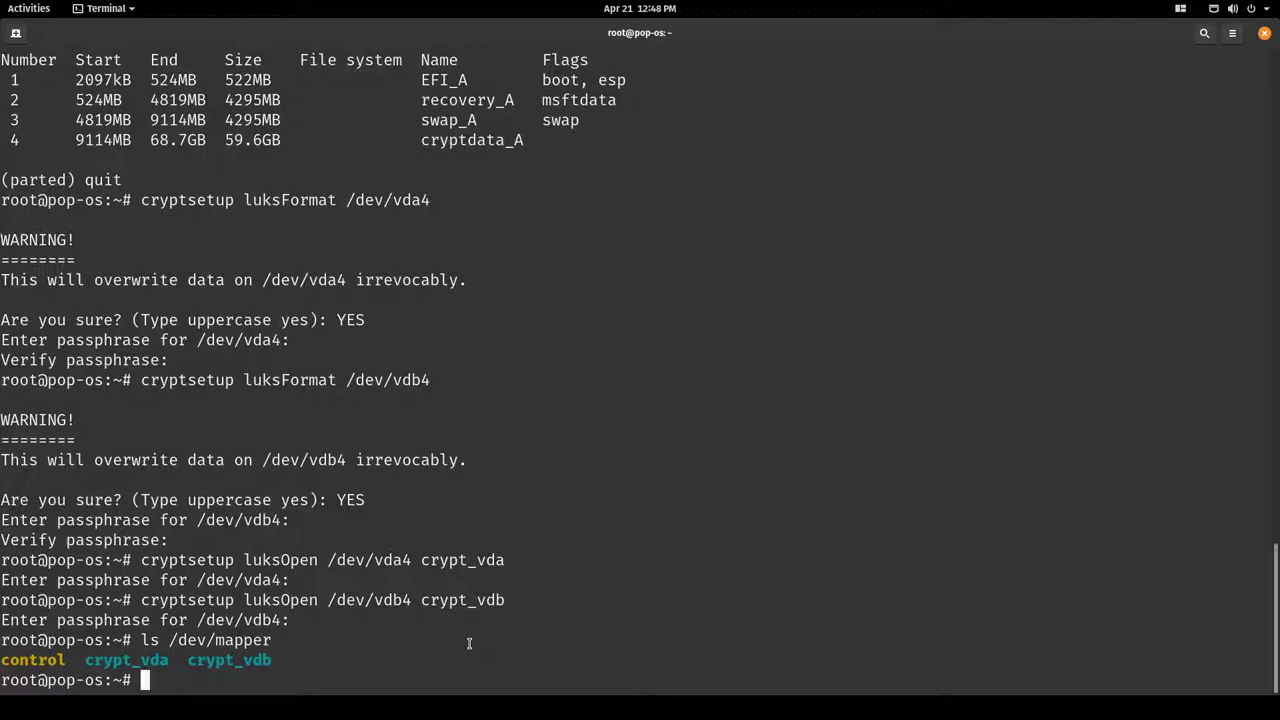 Activities Terminal Apr 21 12:48 PM
root@pop-os: ~
Number Start End Size File system Name Flags
1 2097kB 524MB 522MB EFI_A boot, esp
2 524MB 4819MB 4295MB recovery_A msftdata
3 4819MB 9114MB 4295MB swap_A swap
4 9114MB 68.7GB 59.6GB cryptdata_A
(parted) quit
root@pop-os:~# cryptsetup luksFormat /dev/vda4
WARNING!
========
This will overwrite data on /dev/vda4 irrevocably.
Are you sure? (Type uppercase yes): YES
Enter passphrase for /dev/vda4:
Verify passphrase:
root@pop-os:~# cryptsetup luksFormat /dev/vdb4
WARNING!
========
This will overwrite data on /dev/vdb4 irrevocably.
Are you sure? (Type uppercase yes): YES
Enter passphrase for /dev/vdb4:
Verify passphrase:
root@pop-os:~# cryptsetup luksOpen /dev/vda4 crypt_vda
Enter passphrase for /dev/vda4:
root@pop-os:~# cryptsetup luksOpen /dev/vdb4 crypt_vdb
Enter passphrase for /dev/vdb4:
root@pop-os:~# ls /dev/mapper
control crypt_vda crypt_vdb
root@pop-os:~#